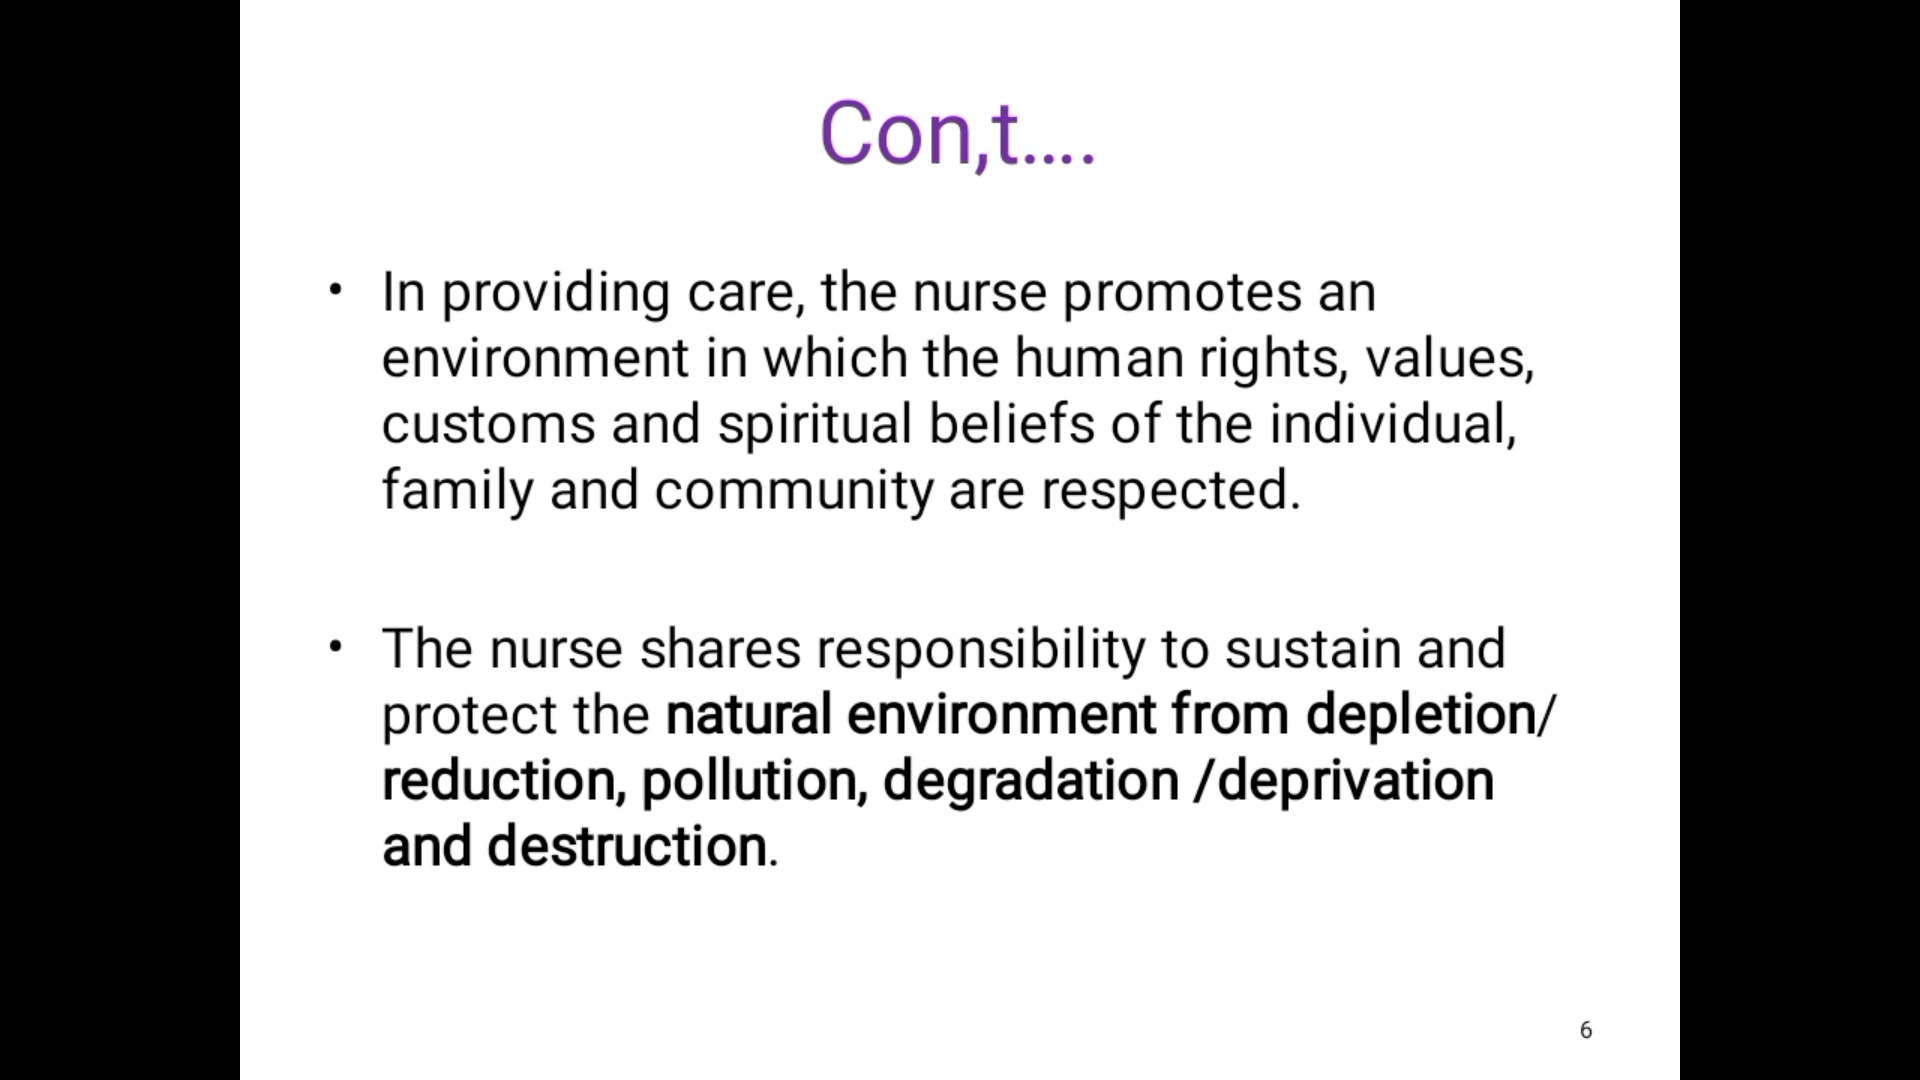 Con,t....
• In providing care, the nurse promotes an
environment in which the human rights, values,
customs and spiritual beliefs of the individual,
family and community are respected.
• The nurse shares responsibility to sustain and
protect the natural environment from depletion/
reduction, pollution, degradation /deprivation
and destruction.
6